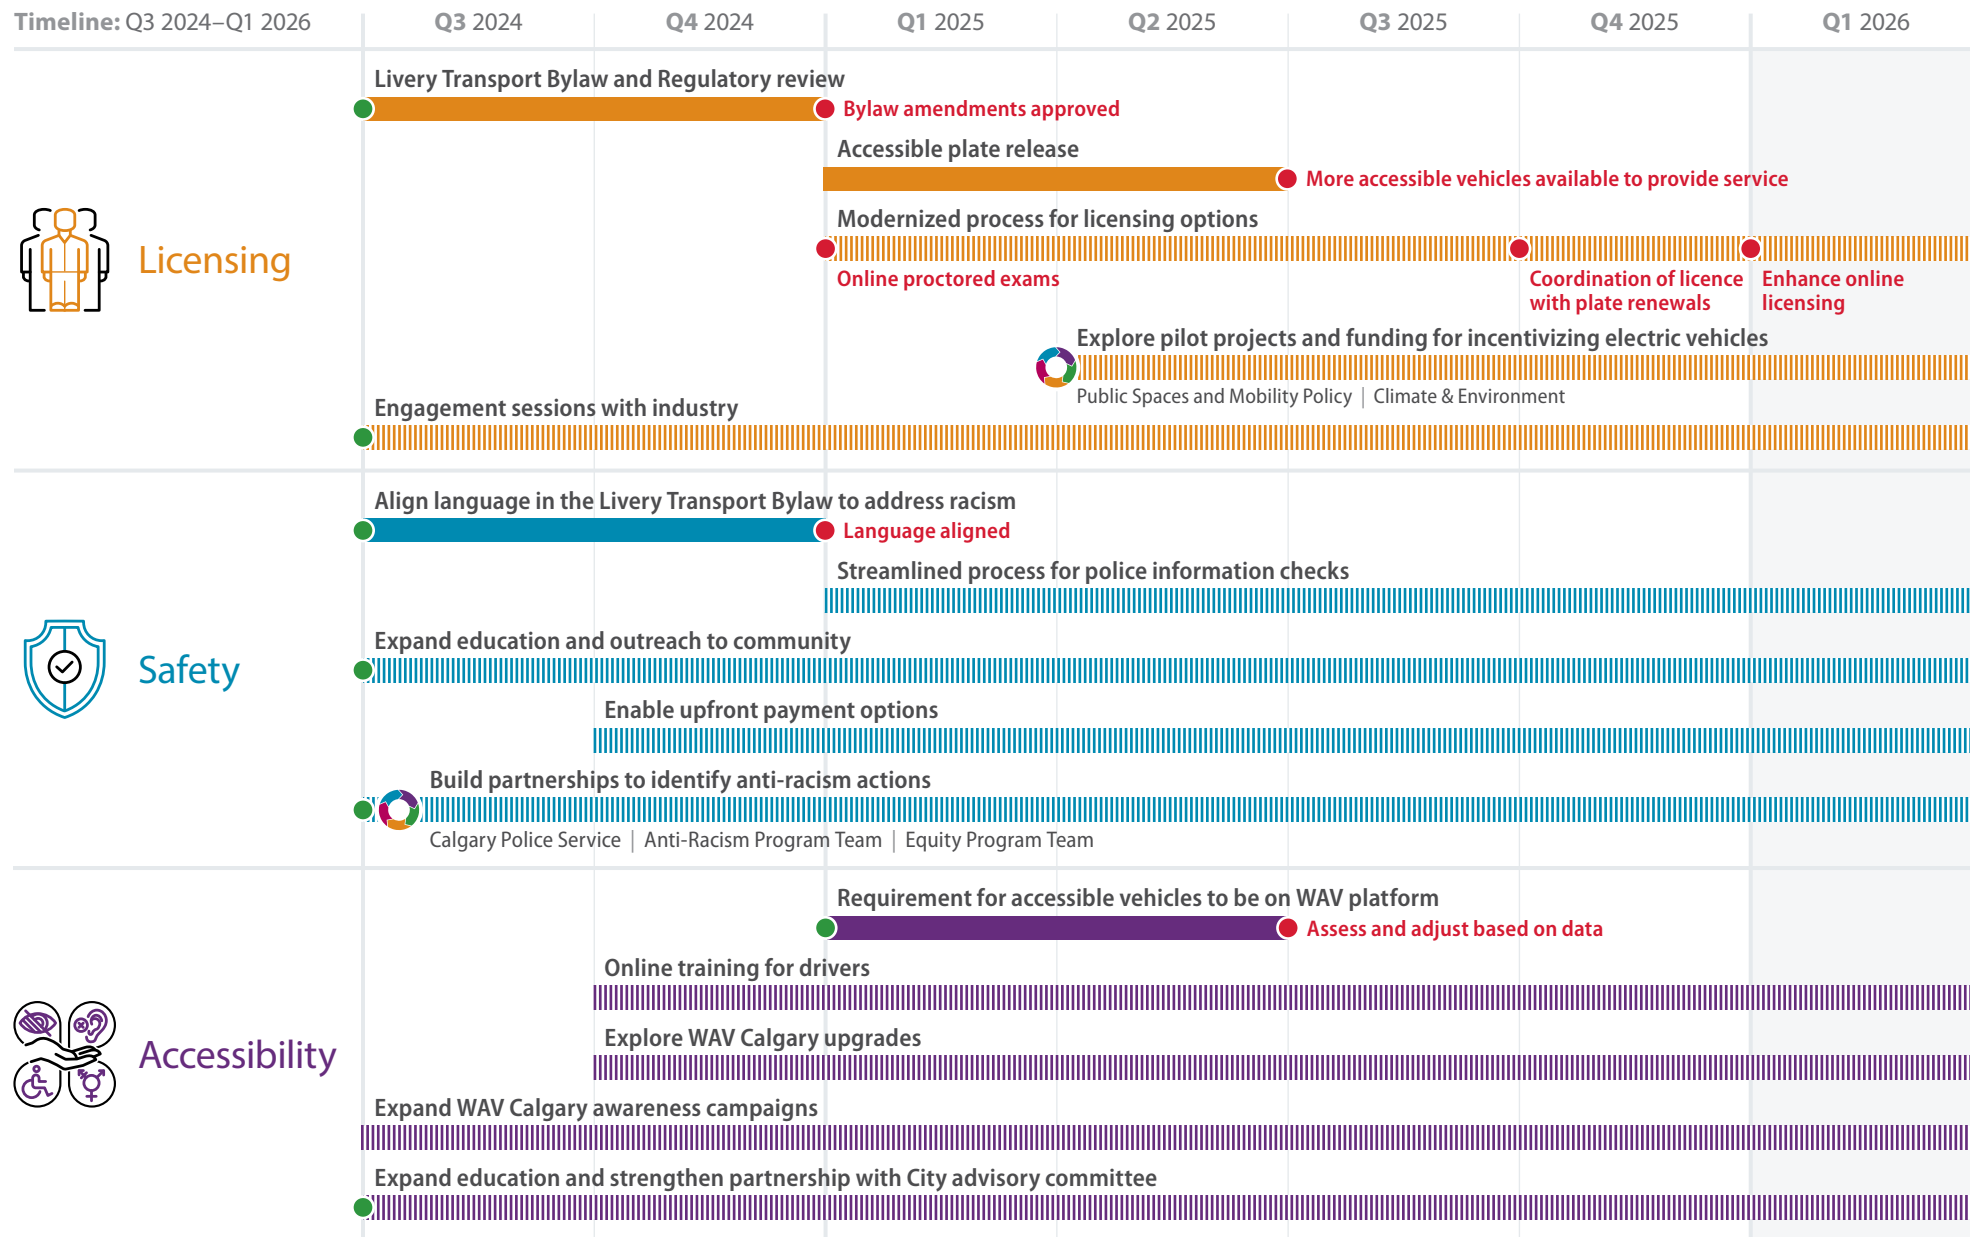 Timeline: Q3 2024–Q1 2026
Q3 2024
Q4 2024
Q1 2025
Q2 2025
Q3 2025
Q4 2025
Q1 2026
Licensing
Livery Transport Bylaw and Regulatory review
Bylaw amendments approved
Accessible plate release
More accessible vehicles available to provide service
Modernized process for licensing options
Online proctored exams
Coordination of licence
with plate renewals
Enhance online
licensing
Explore pilot projects and funding for incentivizing electric vehicles
Public Spaces and Mobility Policy | Climate & Environment
Engagement sessions with industry
Safety
Align language in the Livery Transport Bylaw to address racism
Language aligned
Streamlined process for police information checks
Expand education and outreach to community
Enable upfront payment options
Build partnerships to identify anti-racism actions
Calgary Police Service | Anti-Racism Program Team | Equity Program Team
Accessibility
Requirement for accessible vehicles to be on WAV platform
Assess and adjust based on data
Online training for drivers
Explore WAV Calgary upgrades
Expand WAV Calgary awareness campaigns
Expand education and strengthen partnership with City advisory committee